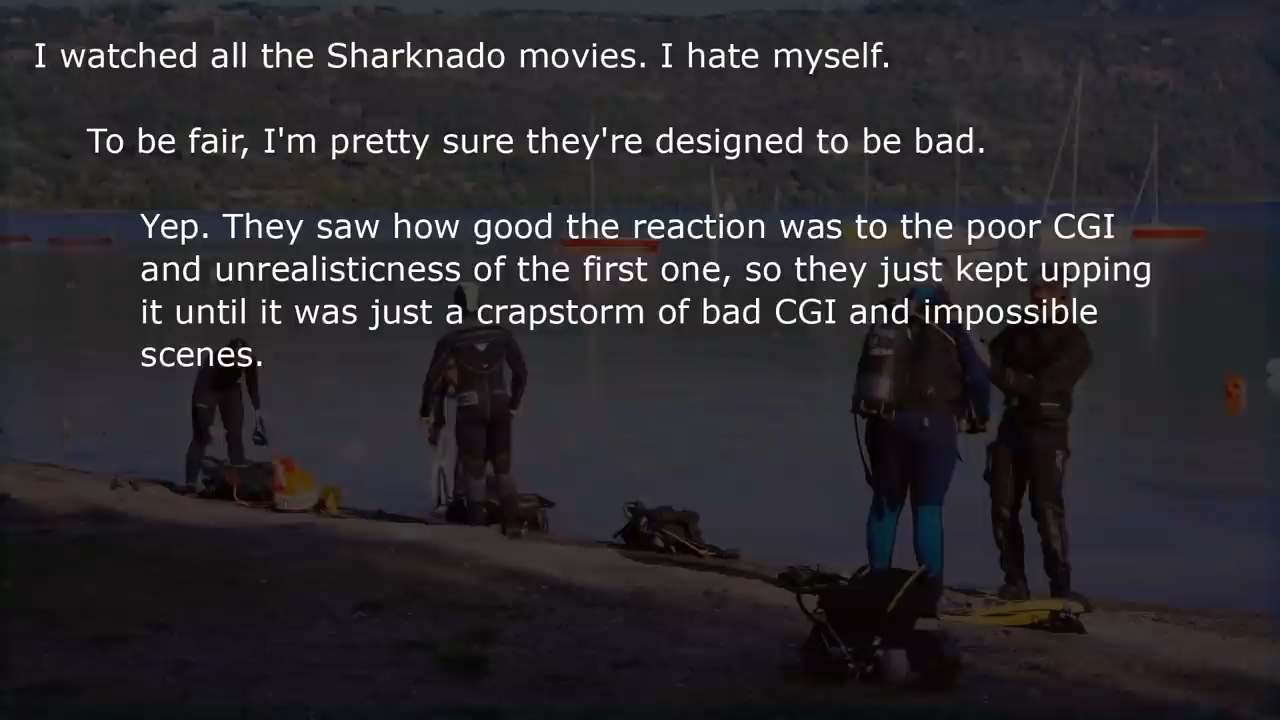 I watched all the Sharknado movies. I hate myself.
To be fair, I'm pretty sure they're designed to be bad.
Yep. They saw how good the reaction was to the poor CGI
and unrealisticness of the first one, so they just kept upping
it until it was just a crapstorm of bad CGI and impossible
scenes.